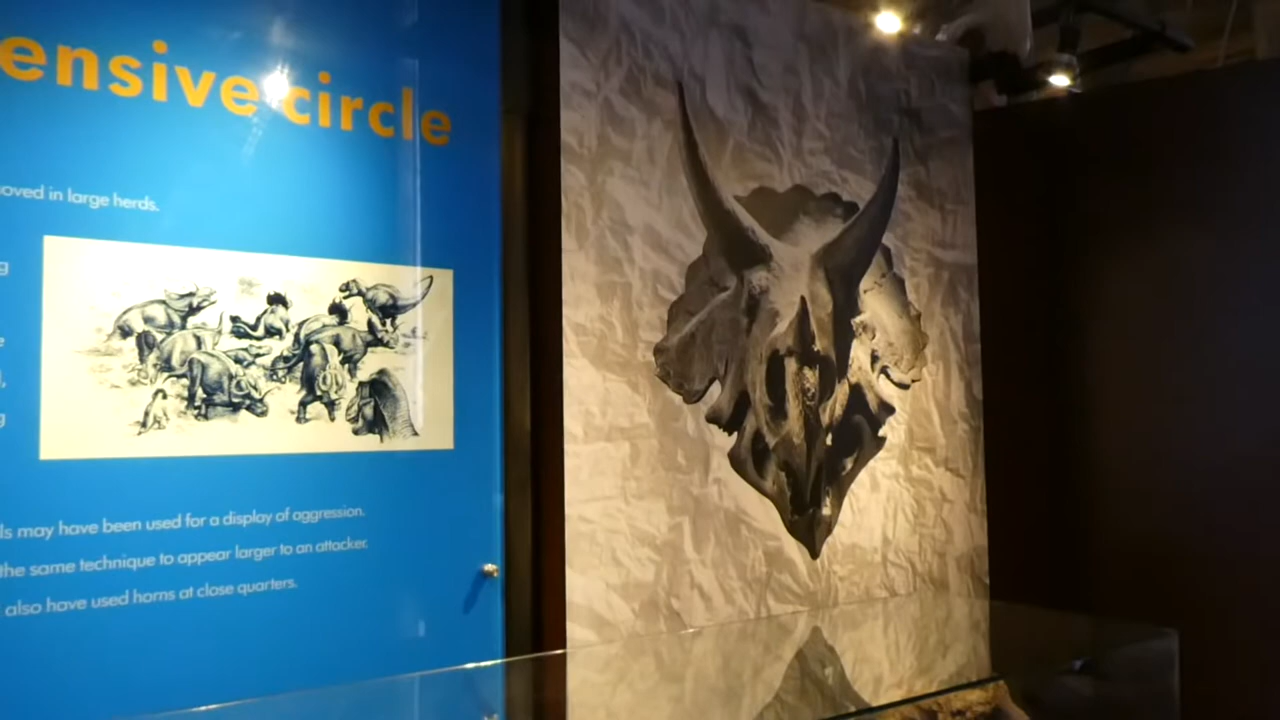 ensive circle
oved in large herds.
g
e
l,
g
ls may have been used for a display of aggression.
the same technique to appear larger to an attacker,
also have used horns at close quarters.